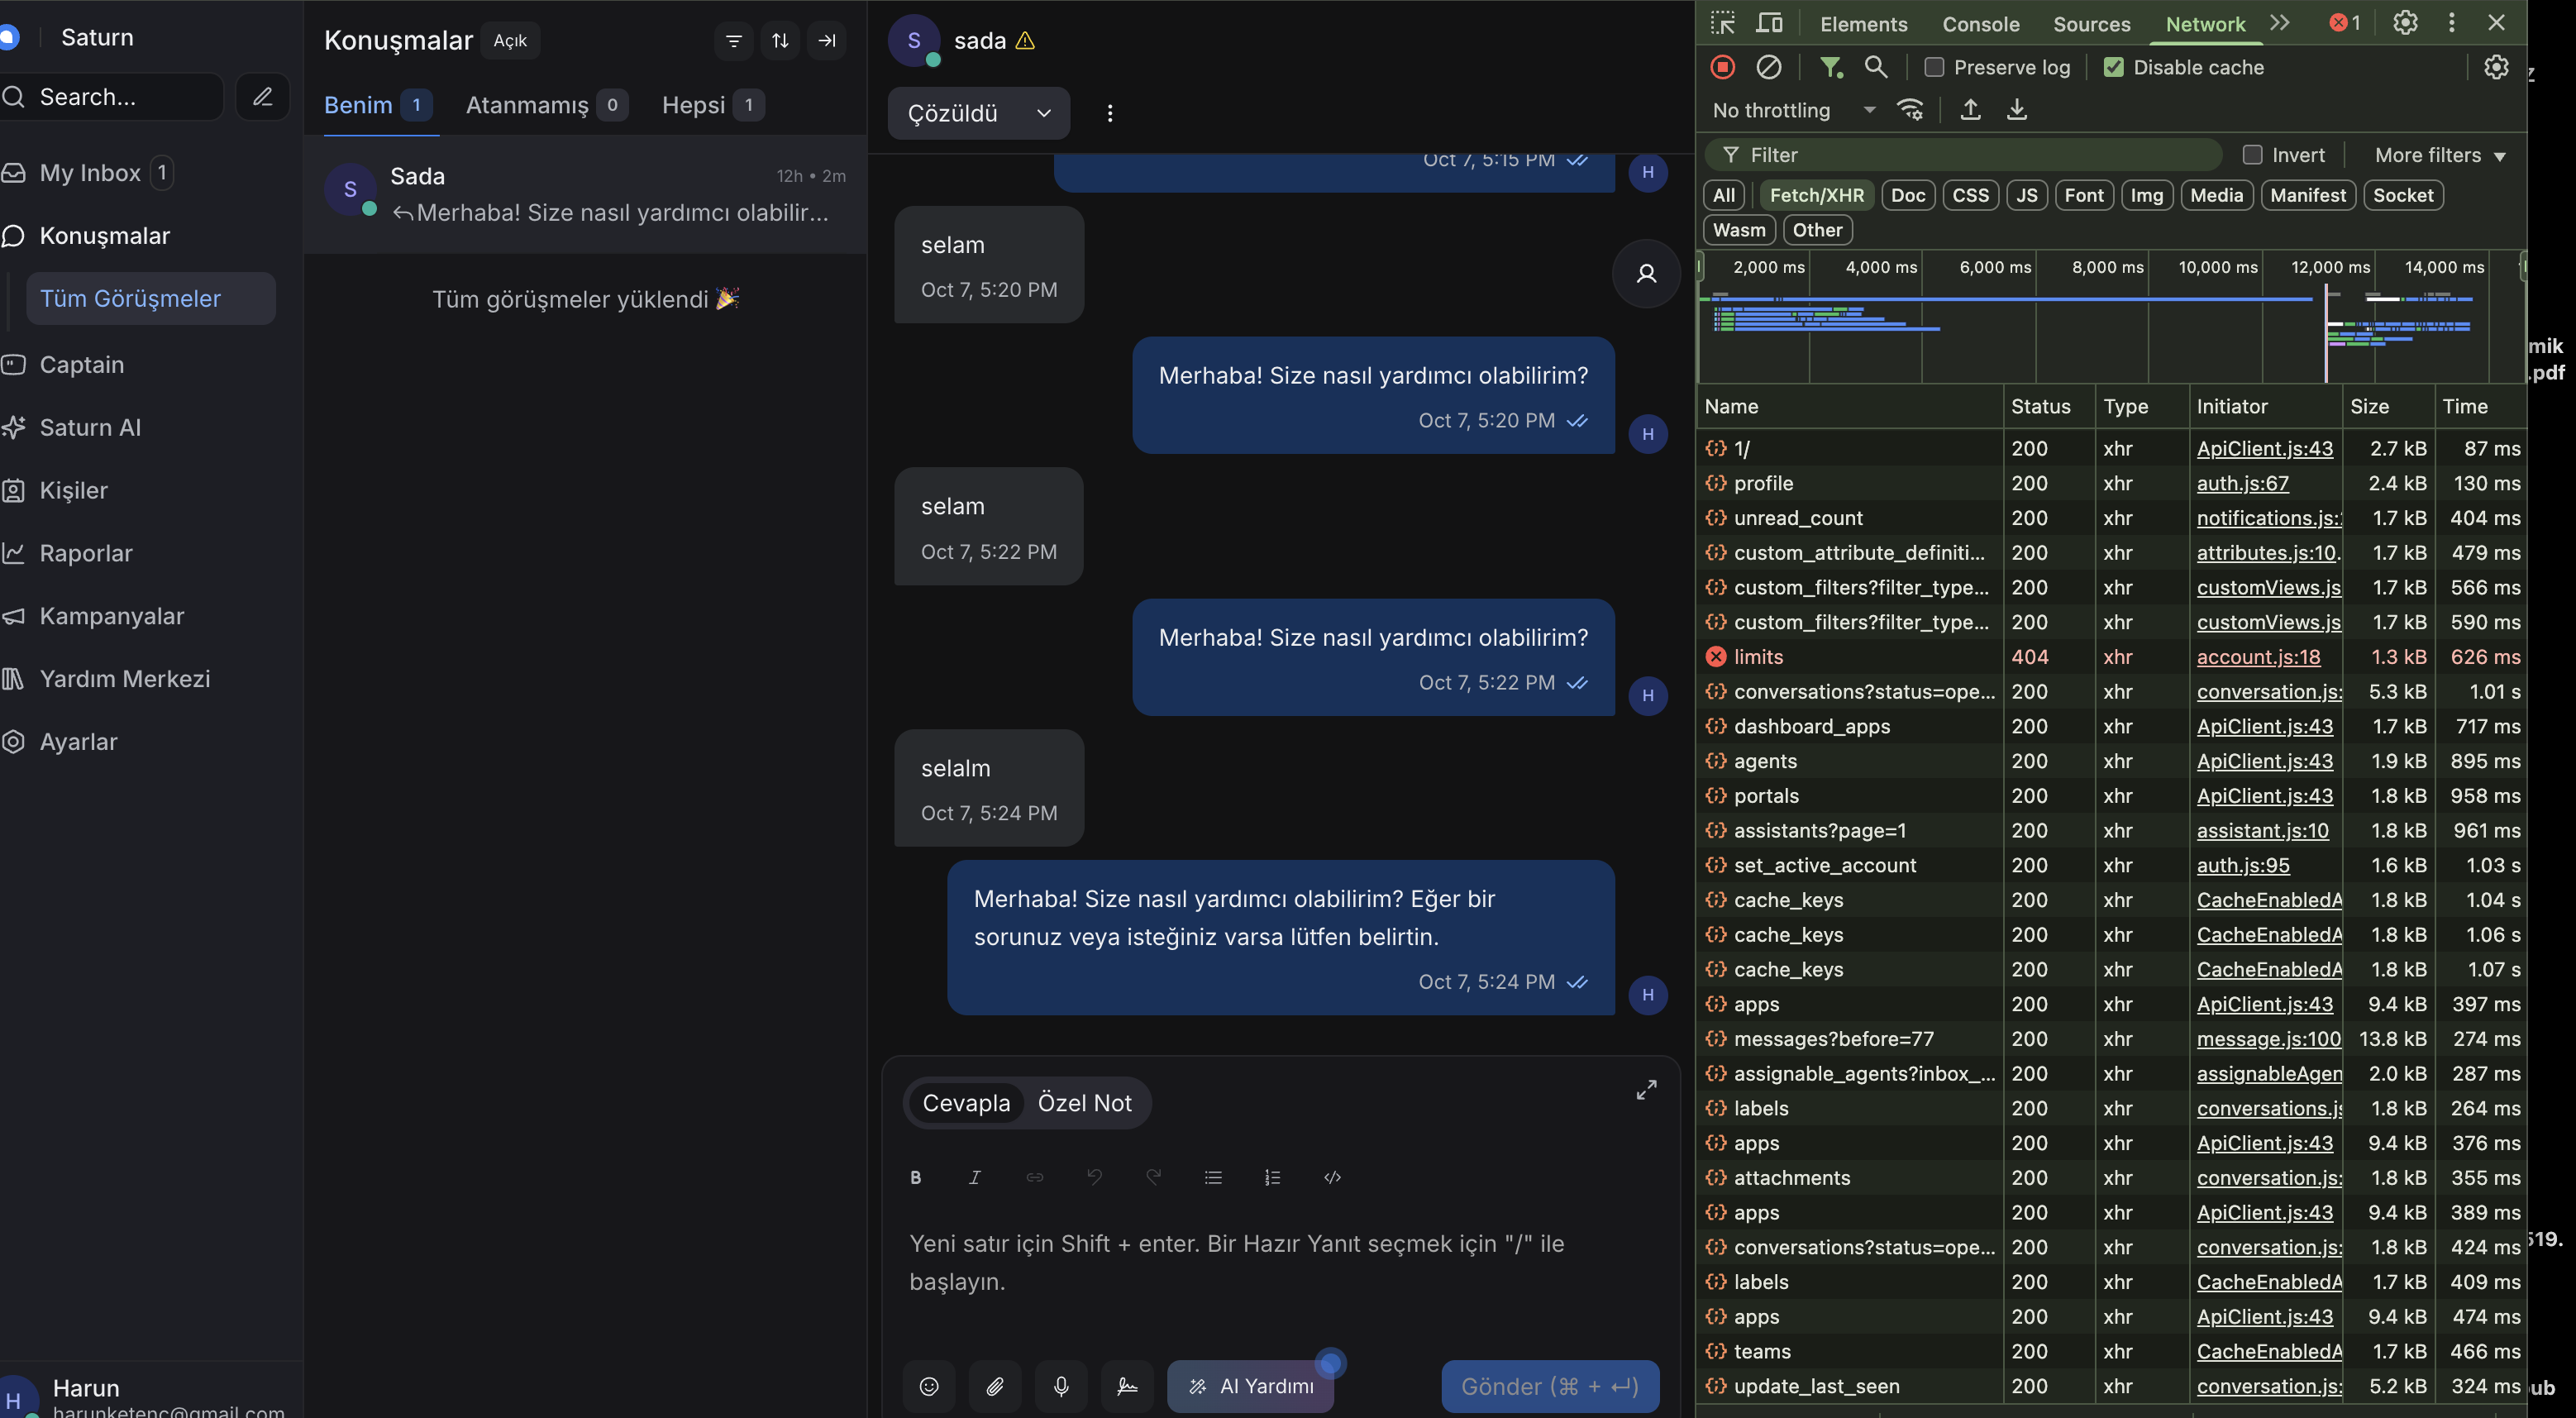 Saturn
Search...
My Inbox 1
Konuşmalar
Tüm Görüşmeler
Captain
Saturn AI
Kişiler
Raporlar
Kampanyalar
Yardım Merkezi
Ayarlar
H
Harun
harunketenc@gmail.com
Konuşmalar Açık
Benim 1 Atanmamış 0 Hepsi 1
S
Sada 12h • 2m
Merhaba! Size nasıl yardımcı olabilir...
Tüm görüşmeler yüklendi 🎉
S
sada
Çözüldü
Oct 7, 5:15 PM
H
selam
Oct 7, 5:20 PM
Merhaba! Size nasıl yardımcı olabilirim?
Oct 7, 5:20 PM
H
selam
Oct 7, 5:22 PM
Merhaba! Size nasıl yardımcı olabilirim?
Oct 7, 5:22 PM
H
selalm
Oct 7, 5:24 PM
Merhaba! Size nasıl yardımcı olabilirim? Eğer bir
sorunuz veya isteğiniz varsa lütfen belirtin.
Oct 7, 5:24 PM
H
Cevapla Özel Not
B I
Yeni satır için Shift + enter. Bir Hazır Yanıt seçmek için "/" ile
başlayın.
AI Yardımı
Gönder (⌘ + ↵)
Elements Console Sources Network 1
Preserve log Disable cache
No throttling
Filter Invert More filters
All Fetch/XHR Doc CSS JS Font Img Media Manifest Socket
Wasm Other
2,000 ms 4,000 ms 6,000 ms 8,000 ms 10,000 ms 12,000 ms 14,000 ms
Name Status Type Initiator Size Time
1/ 200 xhr ApiClient.js:43 2.7 kB 87 ms
profile 200 xhr auth.js:67 2.4 kB 130 ms
unread_count 200 xhr notifications.js: 1.7 kB 404 ms
custom_attribute_definiti... 200 xhr attributes.js:10. 1.7 kB 479 ms
custom_filters?filter_type... 200 xhr customViews.js 1.7 kB 566 ms
custom_filters?filter_type... 200 xhr customViews.js 1.7 kB 590 ms
limits 404 xhr account.js:18 1.3 kB 626 ms
conversations?status=ope... 200 xhr conversation.js: 5.3 kB 1.01 s
dashboard_apps 200 xhr ApiClient.js:43 1.7 kB 717 ms
agents 200 xhr ApiClient.js:43 1.9 kB 895 ms
portals 200 xhr ApiClient.js:43 1.8 kB 958 ms
assistants?page=1 200 xhr assistant.js:10 1.8 kB 961 ms
set_active_account 200 xhr auth.js:95 1.6 kB 1.03 s
cache_keys 200 xhr CacheEnabledA 1.8 kB 1.04 s
cache_keys 200 xhr CacheEnabledA 1.8 kB 1.06 s
cache_keys 200 xhr CacheEnabledA 1.8 kB 1.07 s
apps 200 xhr ApiClient.js:43 9.4 kB 397 ms
messages?before=77 200 xhr message.js:100 13.8 kB 274 ms
assignable_agents?inbox_... 200 xhr assignableAgen 2.0 kB 287 ms
labels 200 xhr conversations.js 1.8 kB 264 ms
apps 200 xhr ApiClient.js:43 9.4 kB 376 ms
attachments 200 xhr conversation.js: 1.8 kB 355 ms
apps 200 xhr ApiClient.js:43 9.4 kB 389 ms
conversations?status=ope... 200 xhr conversation.js: 1.8 kB 424 ms
labels 200 xhr CacheEnabledA 1.7 kB 409 ms
apps 200 xhr ApiClient.js:43 9.4 kB 474 ms
teams 200 xhr CacheEnabledA 1.7 kB 466 ms
update_last_seen 200 xhr conversation.js: 5.2 kB 324 ms
mik
.pdf
519.
ub